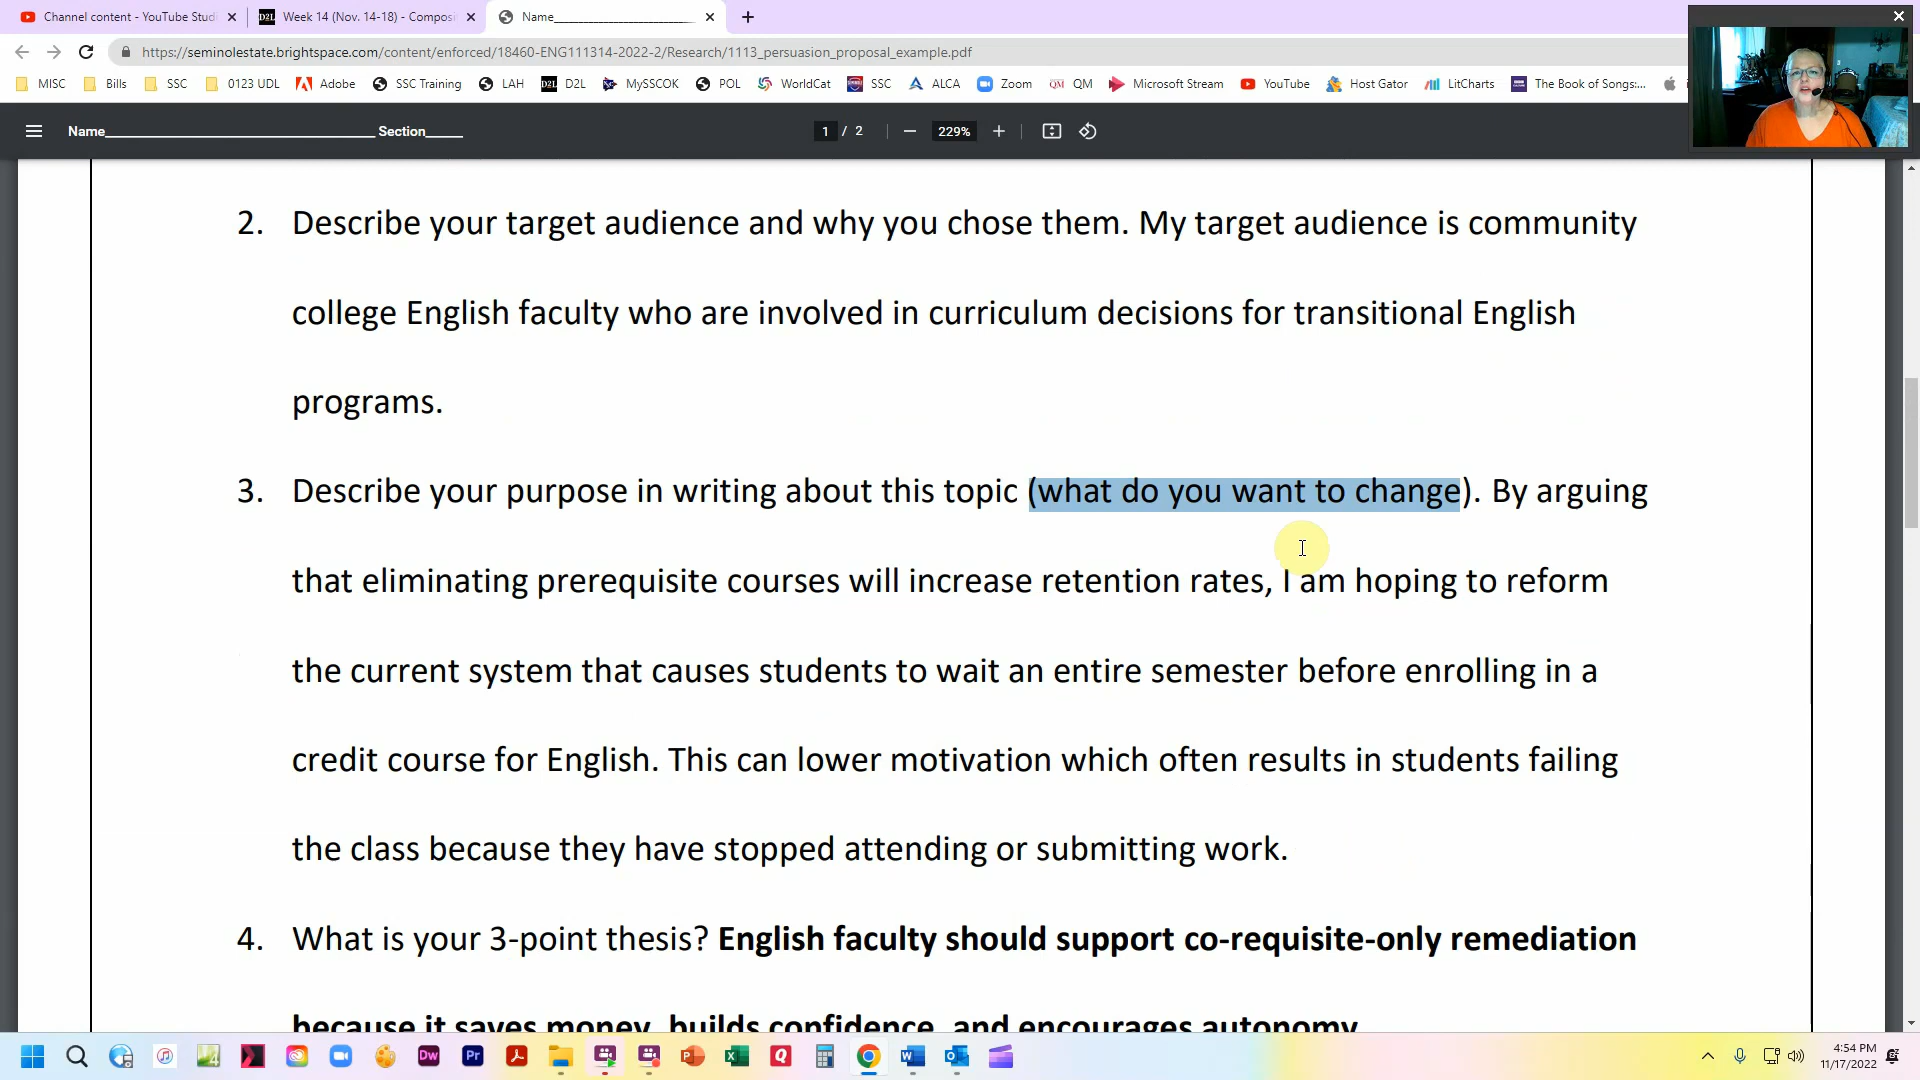 Channel content - YouTube Studi
Week 14 (Nov. 14-18) - Composi
Name____________________________
https://seminolestate.brightspace.com/content/enforced/18460-ENG111314-2022-2/Research/1113_persuasion_proposal_example.pdf
MISC Bills SSC 0123 UDL Adobe SSC Training LAH D2L MySSCOK POL WorldCat SSC ALCA Zoom QM Microsoft Stream YouTube Host Gator LitCharts The Book of Songs:...
Name_______________________________________ Section______
1 / 2
229%
2. Describe your target audience and why you chose them. My target audience is community
college English faculty who are involved in curriculum decisions for transitional English
programs.
3. Describe your purpose in writing about this topic (what do you want to change). By arguing
that eliminating prerequisite courses will increase retention rates, I am hoping to reform
the current system that causes students to wait an entire semester before enrolling in a
credit course for English. This can lower motivation which often results in students failing
the class because they have stopped attending or submitting work.
4. What is your 3-point thesis? English faculty should support co-requisite-only remediation
because it saves money, builds confidence, and encourages autonomy.
4:54 PM
11/17/2022